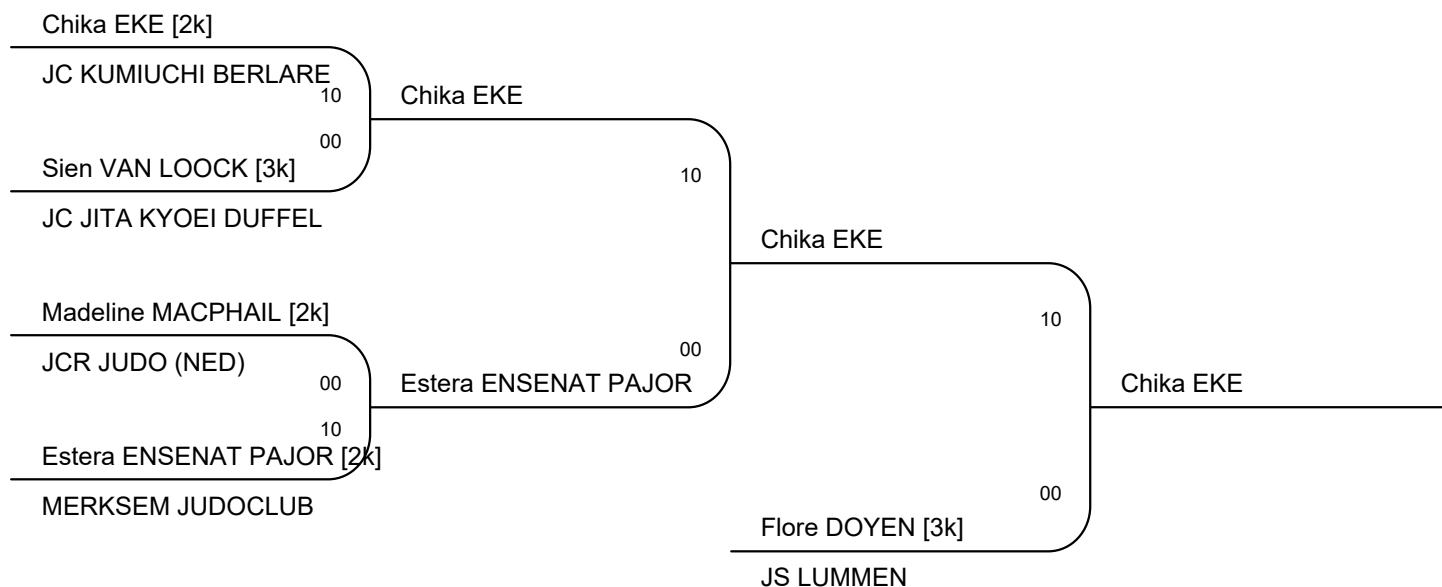 Chika EKE [2k]
JC KUMIUCHI BERLARE
10
00
Sien VAN LOOCK [3k]
JC JITA KYOEI DUFFEL
Madeline MACPHAIL [2k]
JCR JUDO (NED)
00
10
Estera ENSENAT PAJOR [2k]
MERKSEM JUDOCLUB
Chika EKE
10
00
Estera ENSENAT PAJOR
Chika EKE
10
00
Flore DOYEN [3k]
JS LUMMEN
Chika EKE